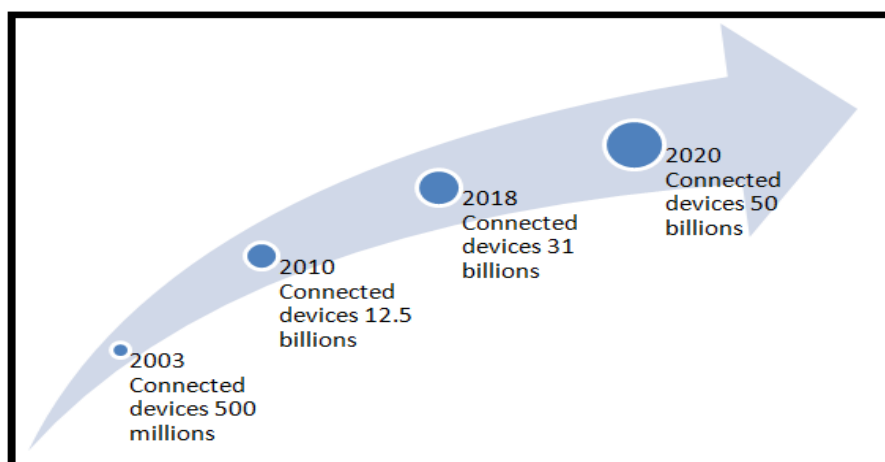 2003
Connected
devices 500
millions
2010
Connected
devices 12.5
billions
2018
Connected
devices 31
billions
2020
Connected
devices 50
billions